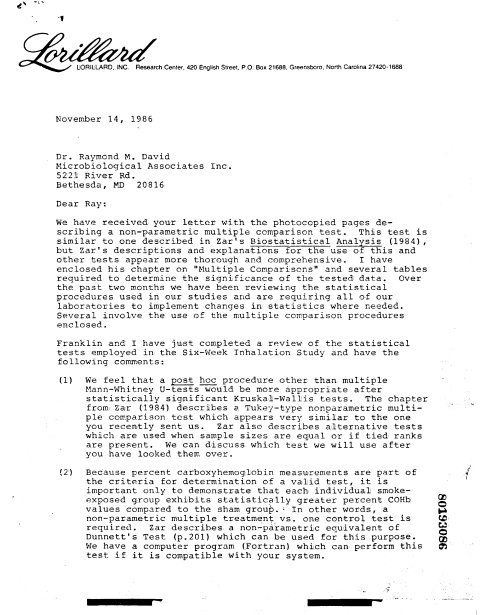 Lorillard
LORILLARD, INC. Research Center, 420 English Street, P.O. Box 21688, Greensboro, North Carolina 27420-1688
November 14, 1986
Dr. Raymond M. David
Microbiological Associates Inc.
5221 River Rd.
Bethesda, MD 20816
Dear Ray:
We have received your letter with the photocopied pages de-
scribing a non-parametric multiple comparison test. This test is
similar to one described in Zar's Biostatistical Analysis (1984),
but Zar's descriptions and explanations for the use of this and
other tests appear more thorough and comprehensive. I have
enclosed his chapter on "Multiple Comparisons" and several tables
required to determine the significance of the tested data. Over
the past two months we have been reviewing the statistical
procedures used in our studies and are requiring all of our
laboratories to implement changes in statistics where needed.
Several involve the use of the multiple comparison procedures
enclosed.
Franklin and I have just completed a review of the statistical
tests employed in the Six-Week Inhalation Study and have the
following comments:
(1) We feel that a post hoc procedure other than multiple
Mann-Whitney U-tests would be more appropriate after
statistically significant Kruskal-Wallis tests. The chapter
from Zar (1984) describes a Tukey-type nonparametric multi-
ple comparison test which appears very similar to the one
you recently sent us. Zar also describes alternative tests
which are used when sample sizes are equal or if tied ranks
are present. We can discuss which test we will use after
you have looked them over.
(2) Because percent carboxyhemoglobin measurements are part of
the criteria for determination of a valid test, it is
important only to demonstrate that each individual smoke-
exposed group exhibits statistically greater percent COHb
values compared to the sham group. In other words, a
non-parametric multiple treatment vs. one control test is
required. Zar describes a non-parametric equivalent of
Dunnett's Test (p.201) which can be used for this purpose.
We have a computer program (Fortran) which can perform this
test if it is compatible with your system.
80193086